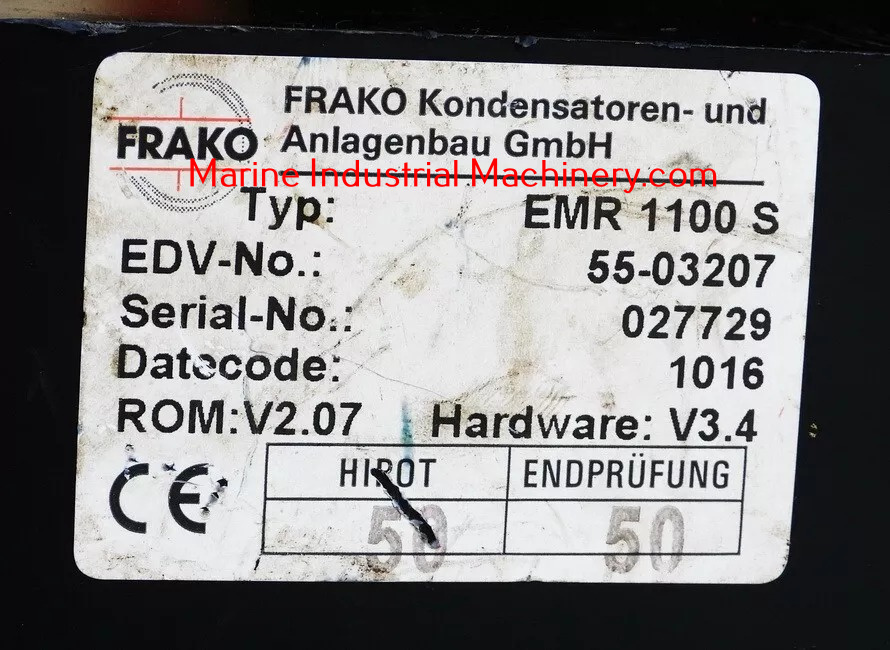 FRAKO
FRAKO Kondensatoren- und
Anlagenbau GmbH
Marine Industrial Machinery.com
Typ: EMR 1100 S
EDV-No.: 55-03207
Serial-No.: 027729
Datecode: 1016
ROM:V2.07 Hardware: V3.4
CE
HIPOT ENDPRÜFUNG
50 50